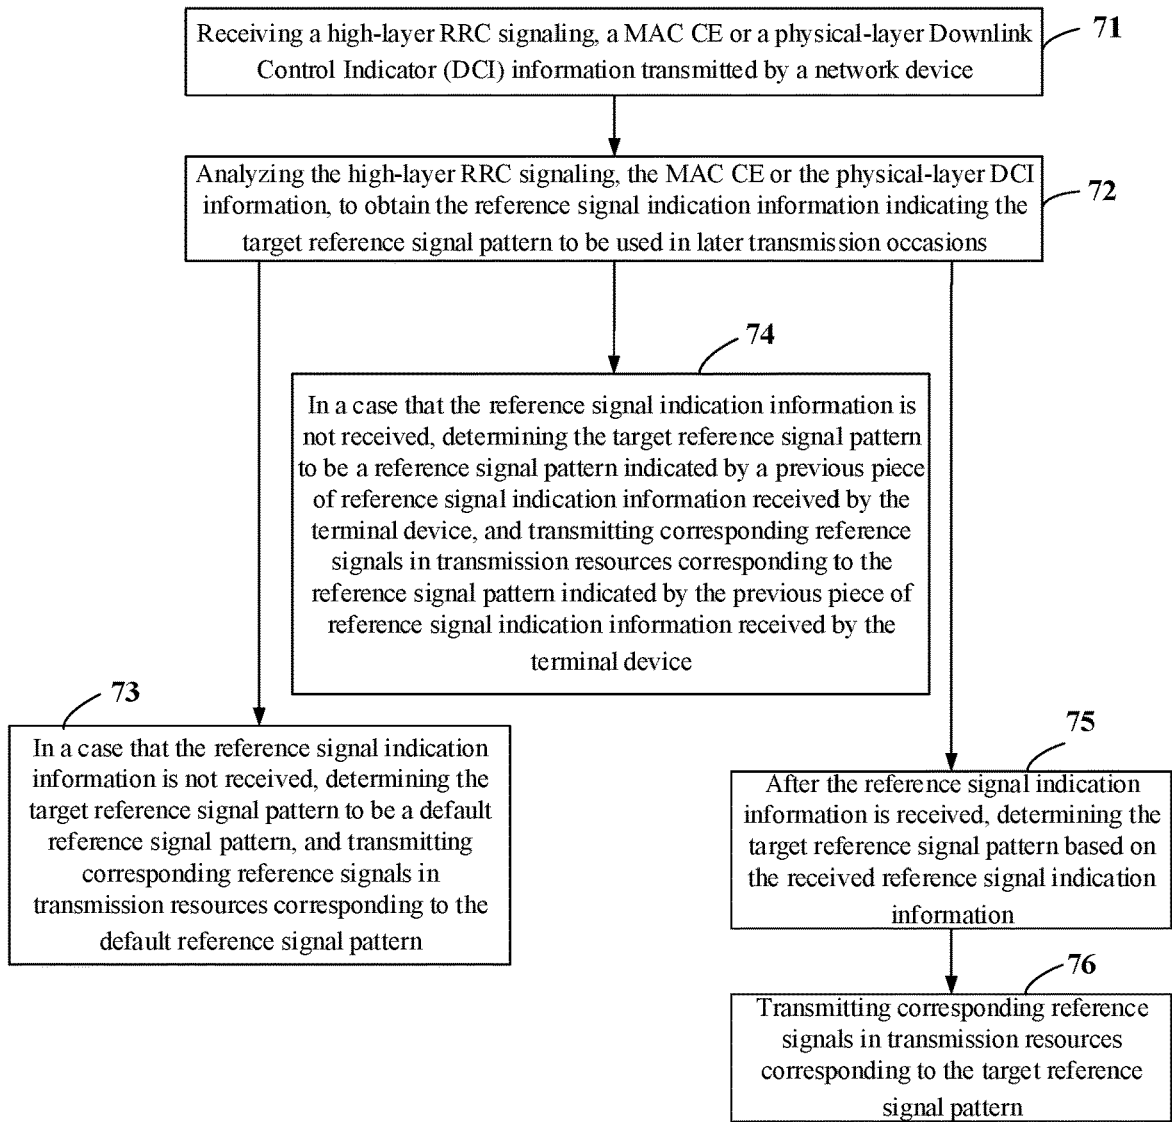 Receiving a high-layer RRC signaling, a MAC CE or a physical-layer Downlink
Control Indicator (DCI) information transmitted by a network device
71
Analyzing the high-layer RRC signaling, the MAC CE or the physical-layer DCI
information, to obtain the reference signal indication information indicating the
target reference signal pattern to be used in later transmission occasions
72
74
In a case that the reference signal indication information is
not received, determining the target reference signal pattern
to be a reference signal pattern indicated by a previous piece
of reference signal indication information received by the
terminal device, and transmitting corresponding reference
signals in transmission resources corresponding to the
reference signal pattern indicated by the previous piece of
reference signal indication information received by the
terminal device
73
In a case that the reference signal indication
information is not received, determining the
target reference signal pattern to be a default
reference signal pattern, and transmitting
corresponding reference signals in
transmission resources corresponding to the
default reference signal pattern
75
After the reference signal indication
information is received, determining the
target reference signal pattern based on
the received reference signal indication
information
76
Transmitting corresponding reference
signals in transmission resources
corresponding to the target reference
signal pattern